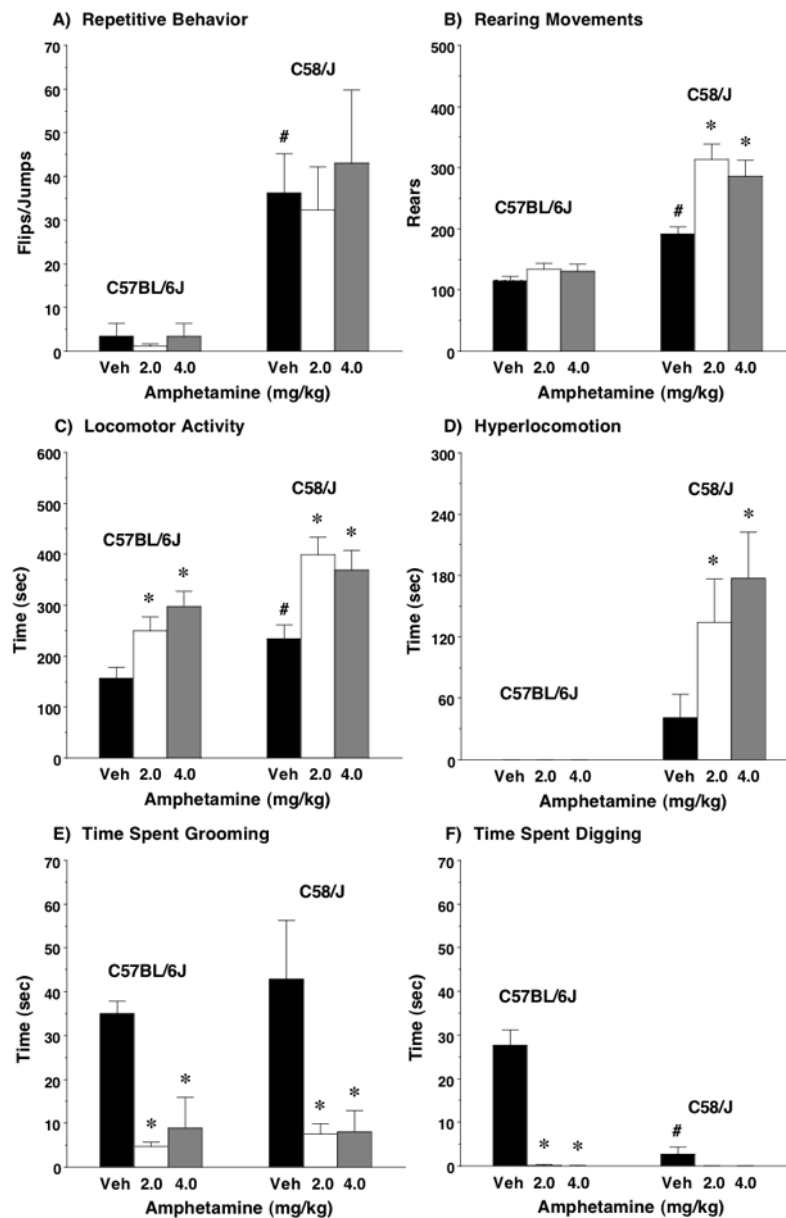 A) Repetitive Behavior
70
60
50
40
30
20
10
0
Flips/Jumps
C57BL/6J
C58/J
#
Veh 2.0 4.0 Veh 2.0 4.0
Amphetamine (mg/kg)
B) Rearing Movements
500
400
300
200
100
0
Rears
C57BL/6J
C58/J
#
*
*
Veh 2.0 4.0 Veh 2.0 4.0
Amphetamine (mg/kg)
C) Locomotor Activity
600
500
400
300
200
100
0
Time (sec)
C57BL/6J
*
*
C58/J
#
*
*
Veh 2.0 4.0 Veh 2.0 4.0
Amphetamine (mg/kg)
D) Hyperlocomotion
300
240
180
120
60
0
Time (sec)
C57BL/6J
C58/J
*
*
Veh 2.0 4.0 Veh 2.0 4.0
Amphetamine (mg/kg)
E) Time Spent Grooming
70
60
50
40
30
20
10
0
Time (sec)
C57BL/6J
*
*
C58/J
*
*
Veh 2.0 4.0 Veh 2.0 4.0
Amphetamine (mg/kg)
F) Time Spent Digging
70
60
50
40
30
20
10
0
Time (sec)
C57BL/6J
*
*
C58/J
#
Veh 2.0 4.0 Veh 2.0 4.0
Amphetamine (mg/kg)